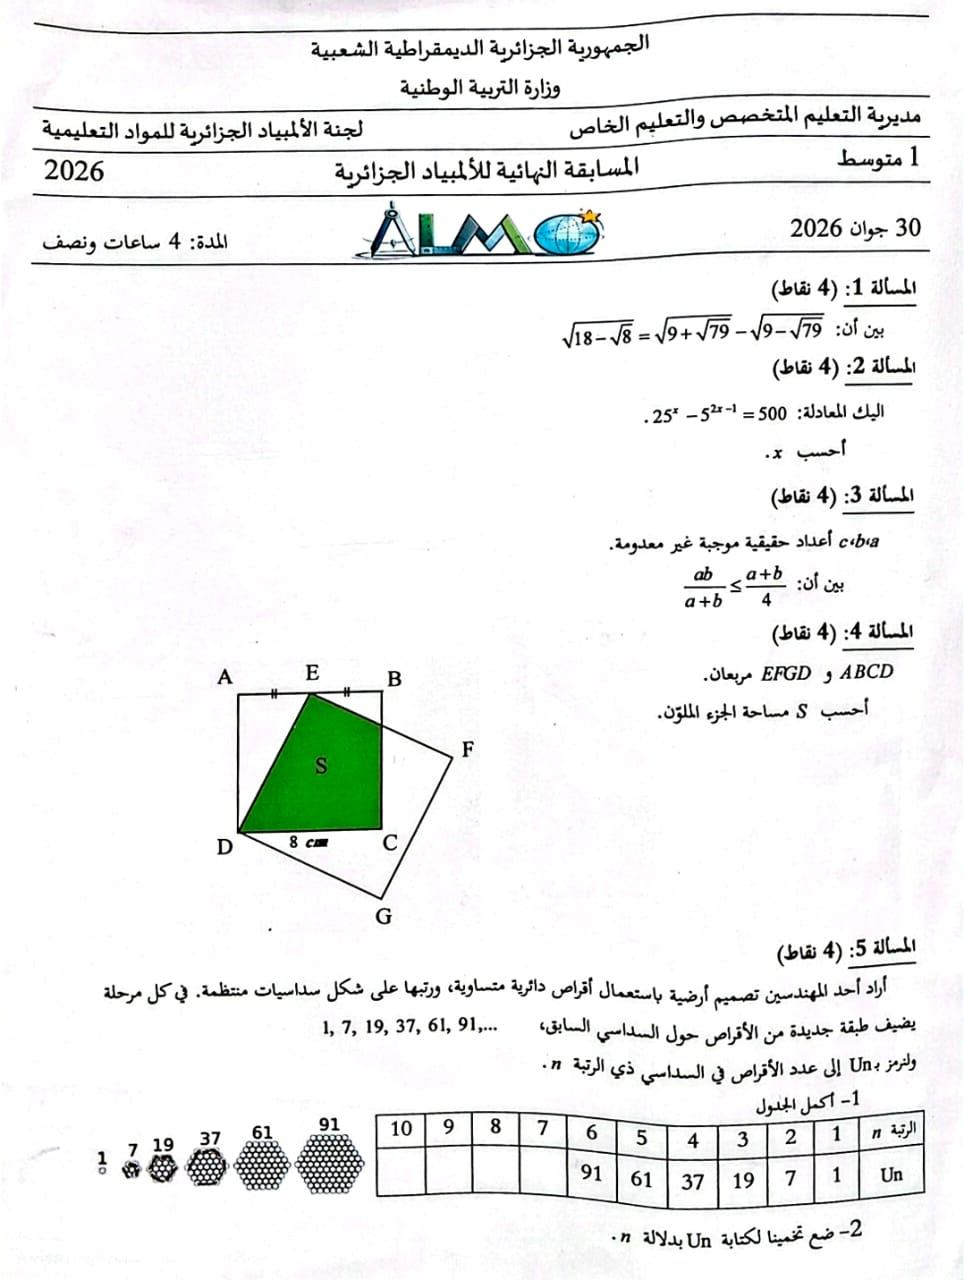 الجمهورية الجزائرية الديمقراطية الشعبية
وزارة التربية الوطنية
مديرية التعليم المتخصص والتعليم الخاص لجنة الألمبياد الجزائرية للمواد التعليمية
1 متوسط المسابقة النهائية للألمبياد الجزائرية 2026
30 جوان 2026 ALMO المدة: 4 ساعات ونصف
المسألة 1: (4 نقاط)
بين أن: √(18−√8) = √(9+√79) − √(9−√79)
المسألة 2: (4 نقاط)
اليك المعادلة: 25^x − 5^(2x−1) = 500 .
أحسب x .
المسألة 3: (4 نقاط)
a،b،c أعداد حقيقية موجبة غير معدومة.
بين أن: ab/(a+b) ≤ (a+b)/4
المسألة 4: (4 نقاط)
ABCD و EFGD مربعان.
أحسب S مساحة الجزء الملوّن.
A E B
F
S
D 8 cm C
G
المسألة 5: (4 نقاط)
أراد أحد المهندسين تصميم أرضية باستعمال أقراص دائرية متساوية، ورتبها على شكل سداسيات منتظمة. في كل مرحلة
يضيف طبقة جديدة من الأقراص حول السداسي السابق، 1, 7, 19, 37, 61, 91,...
ولنرمز بـ Un إلى عدد الأقراص في السداسي ذي الرتبة n .
1- أكمل الجدول
الرتبة n 1 2 3 4 5 6 7 8 9 10
Un 1 7 19 37 61 91
1 7 19 37 61 91
2- ضع تخمينا لكتابة Un بدلالة n .